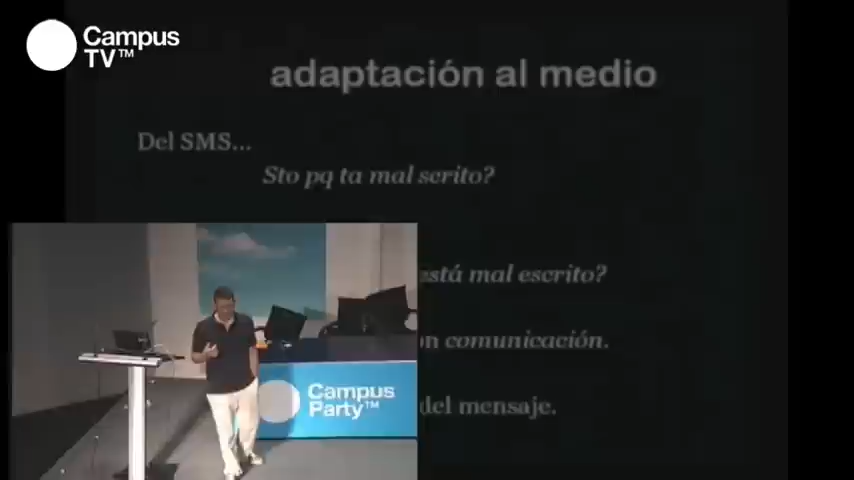 Campus
TV™
adaptación al medio
Del SMS...
Sto pq ta mal scrito?
está mal escrito?
n comunicación.
del mensaje.
Campus
Party™